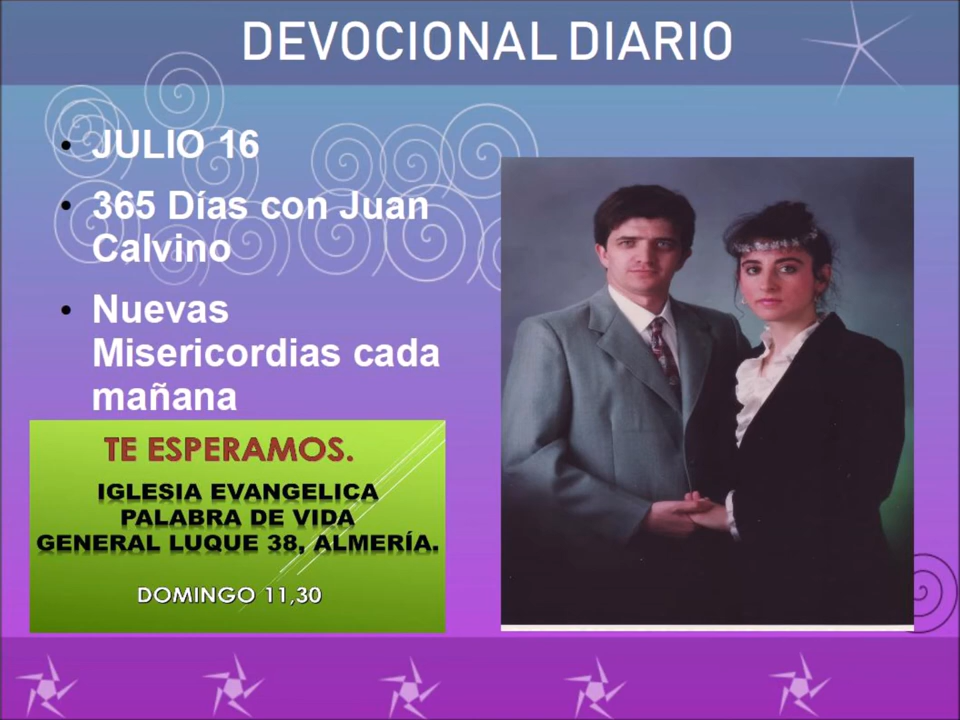 DEVOCIONAL DIARIO
• JULIO 16
• 365 Días con Juan
Calvino
• Nuevas
Misericordias cada
mañana
TE ESPERAMOS.
IGLESIA EVANGELICA
PALABRA DE VIDA
GENERAL LUQUE 38, ALMERÍA.
DOMINGO 11,30